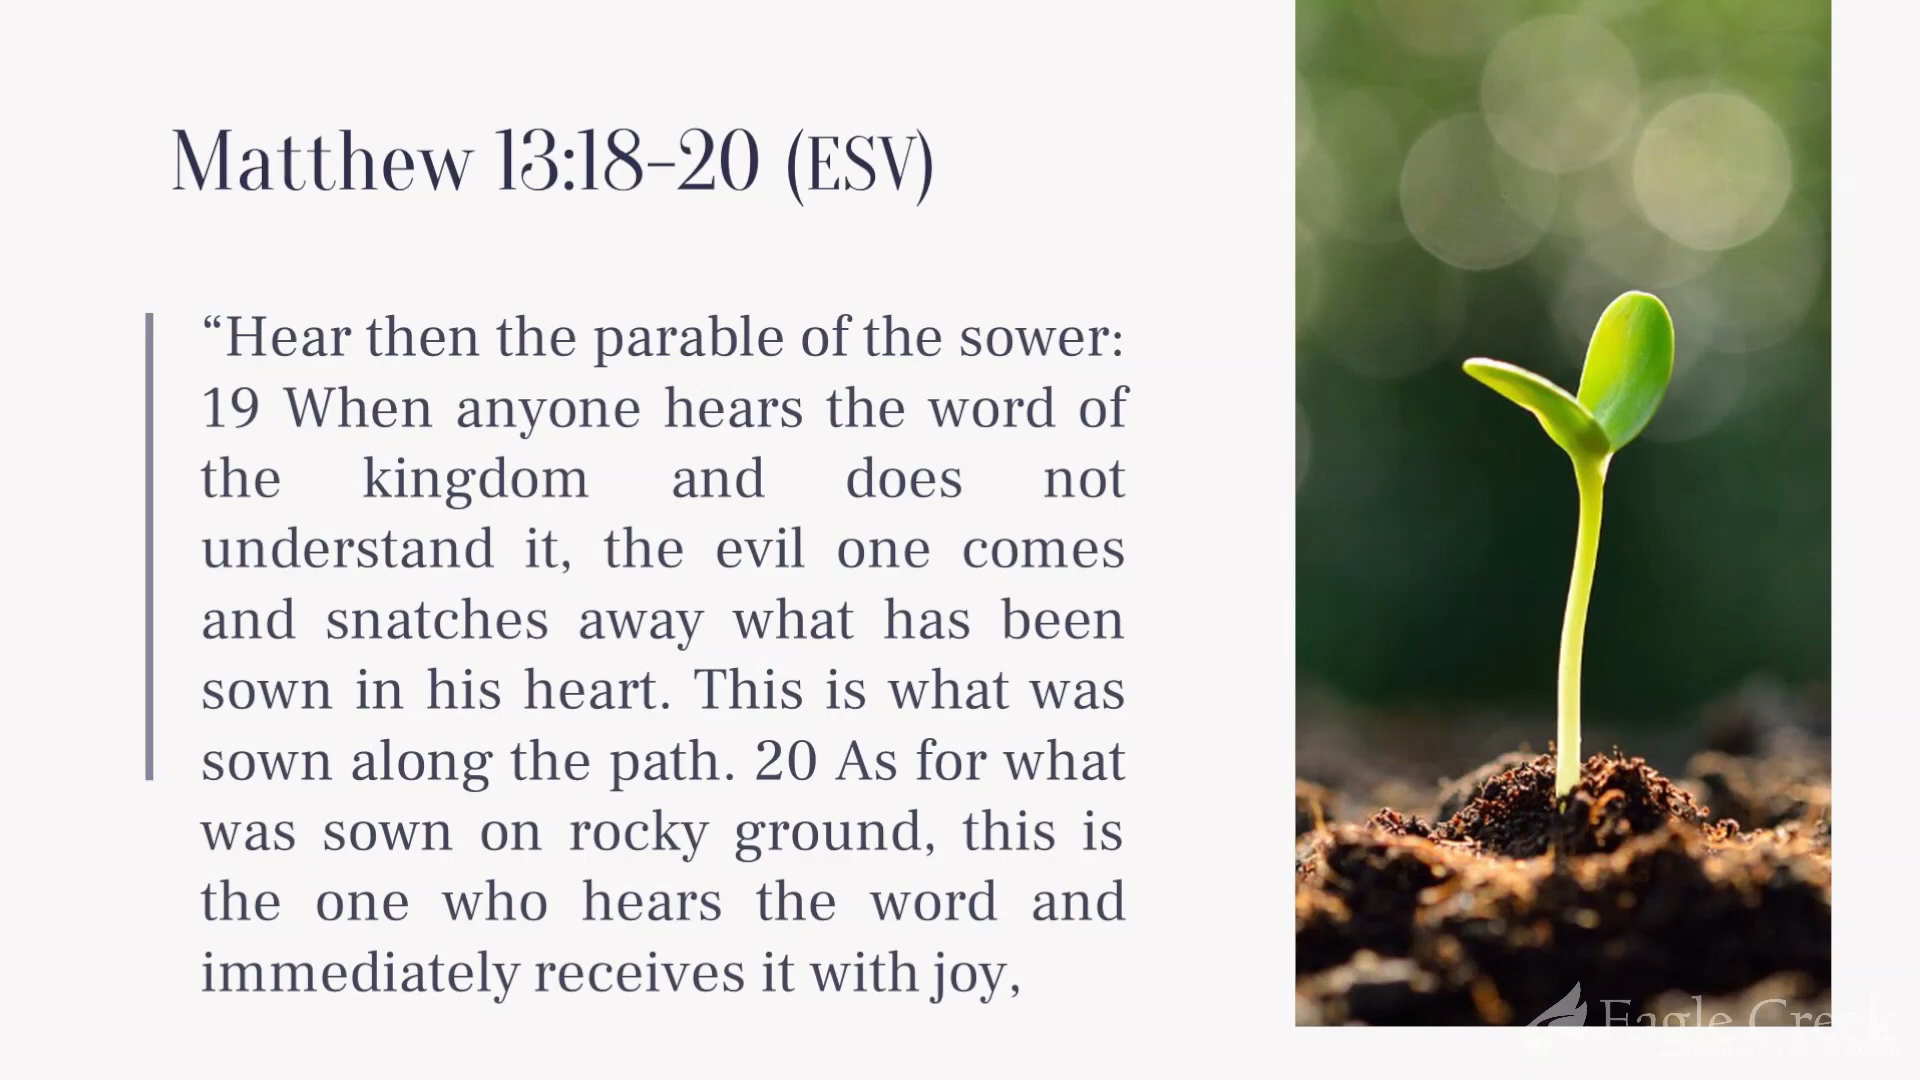 Matthew 13:18–20 (ESV)
“Hear then the parable of the sower:
19 When anyone hears the word of
the kingdom and does not
understand it, the evil one comes
and snatches away what has been
sown in his heart. This is what was
sown along the path. 20 As for what
was sown on rocky ground, this is
the one who hears the word and
immediately receives it with joy,
Eagle Creek